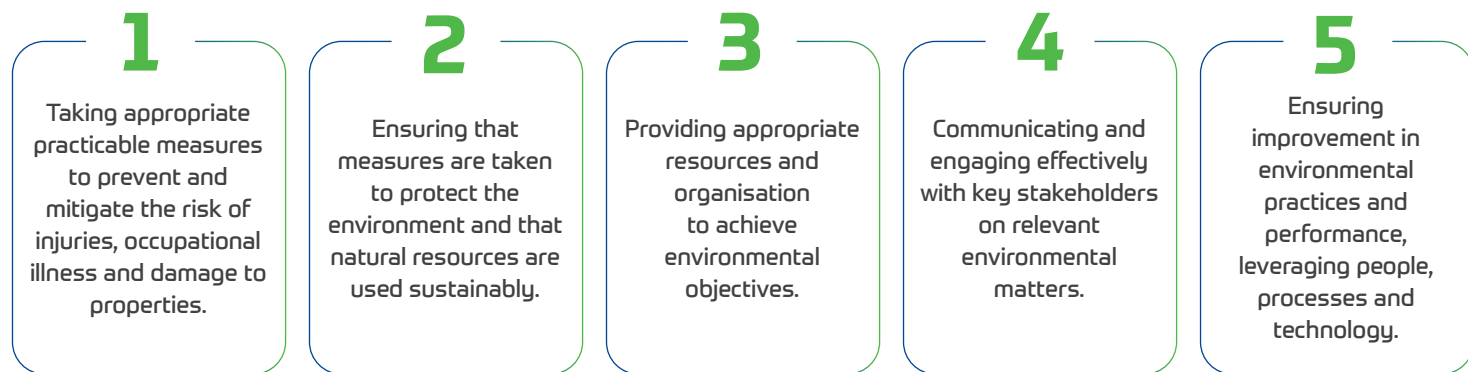 1
Taking appropriate
practicable measures
to prevent and
mitigate the risk of
injuries, occupational
illness and damage to
properties.
2
Ensuring that
measures are taken
to protect the
environment and that
natural resources are
used sustainably.
3
Providing appropriate
resources and
organisation
to achieve
environmental
objectives.
4
Communicating and
engaging effectively
with key stakeholders
on relevant
environmental
matters.
5
Ensuring
improvement in
environmental
practices and
performance,
leveraging people,
processes and
technology.